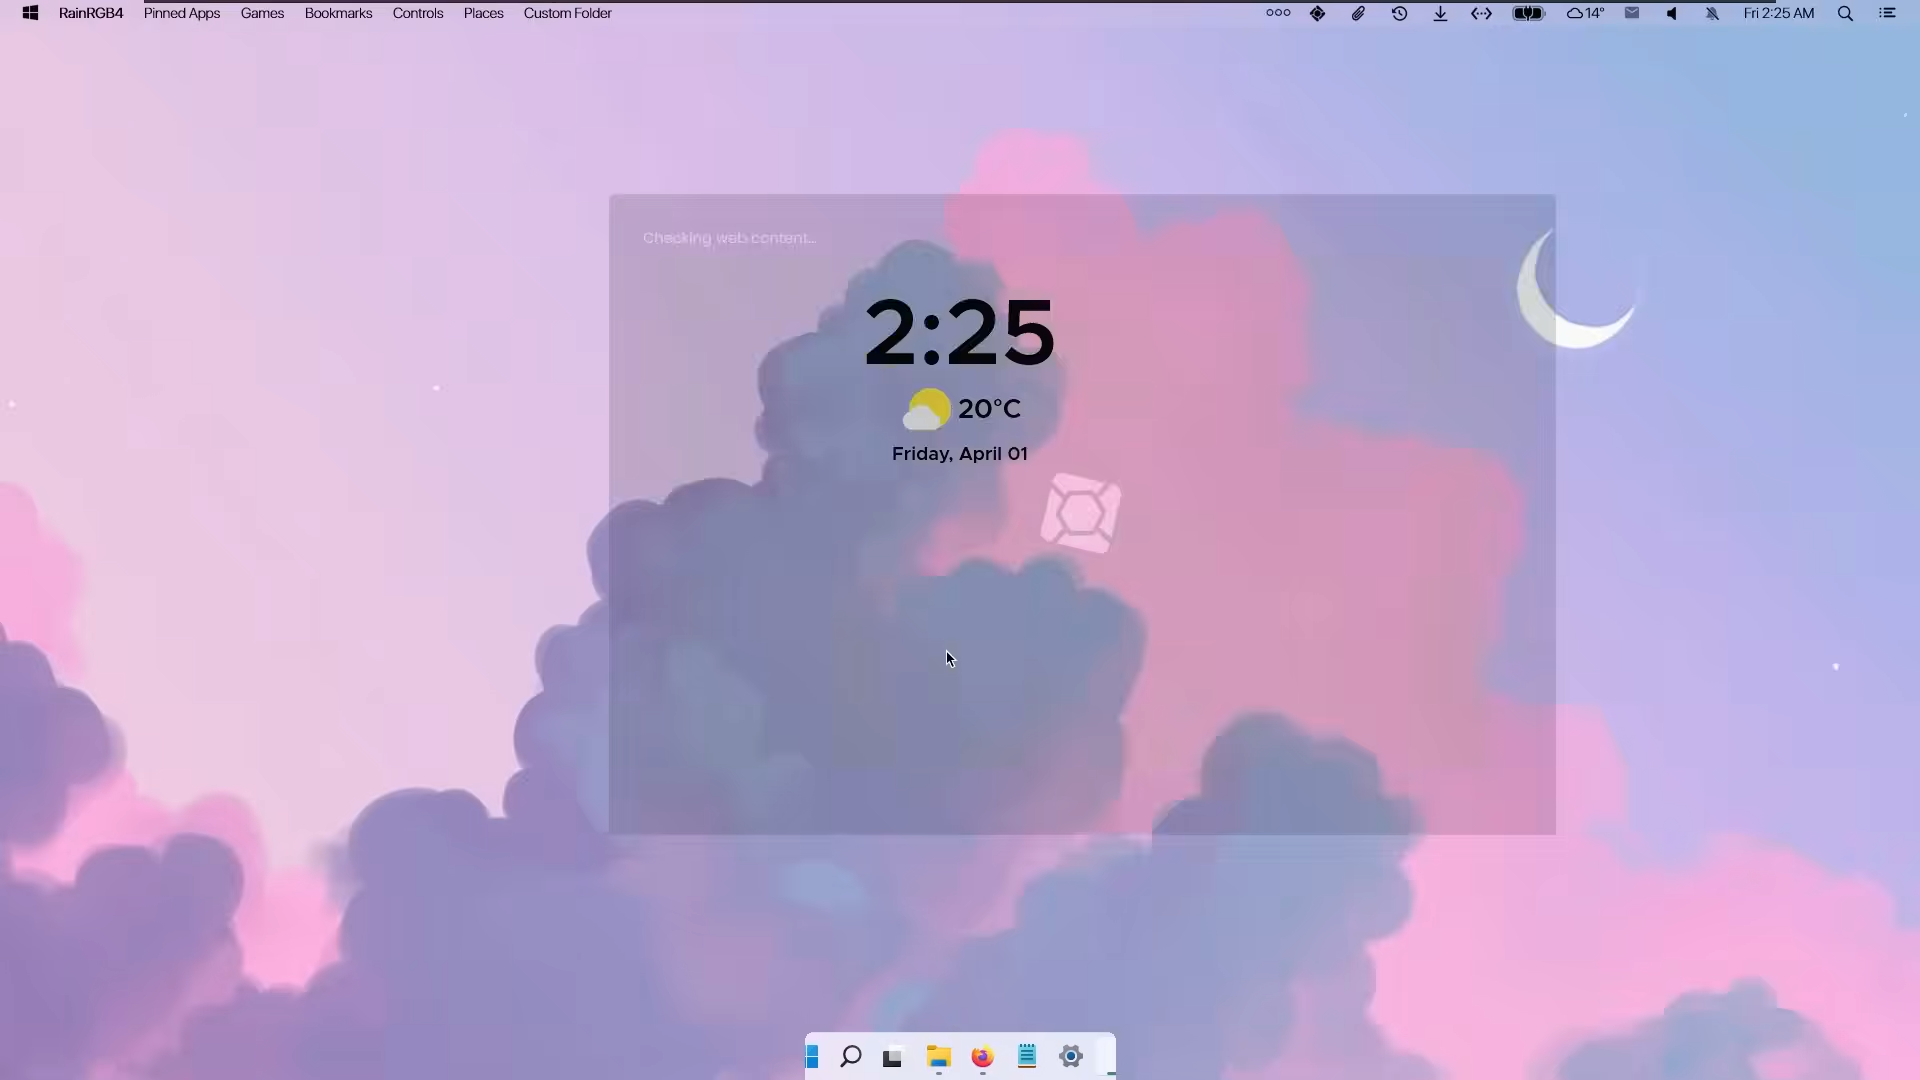 RainRGB4 Pinned Apps Games Bookmarks Controls Places Custom Folder 14° Fri 2:25 AM
Checking web content...
2:25
20°C
Friday, April 01